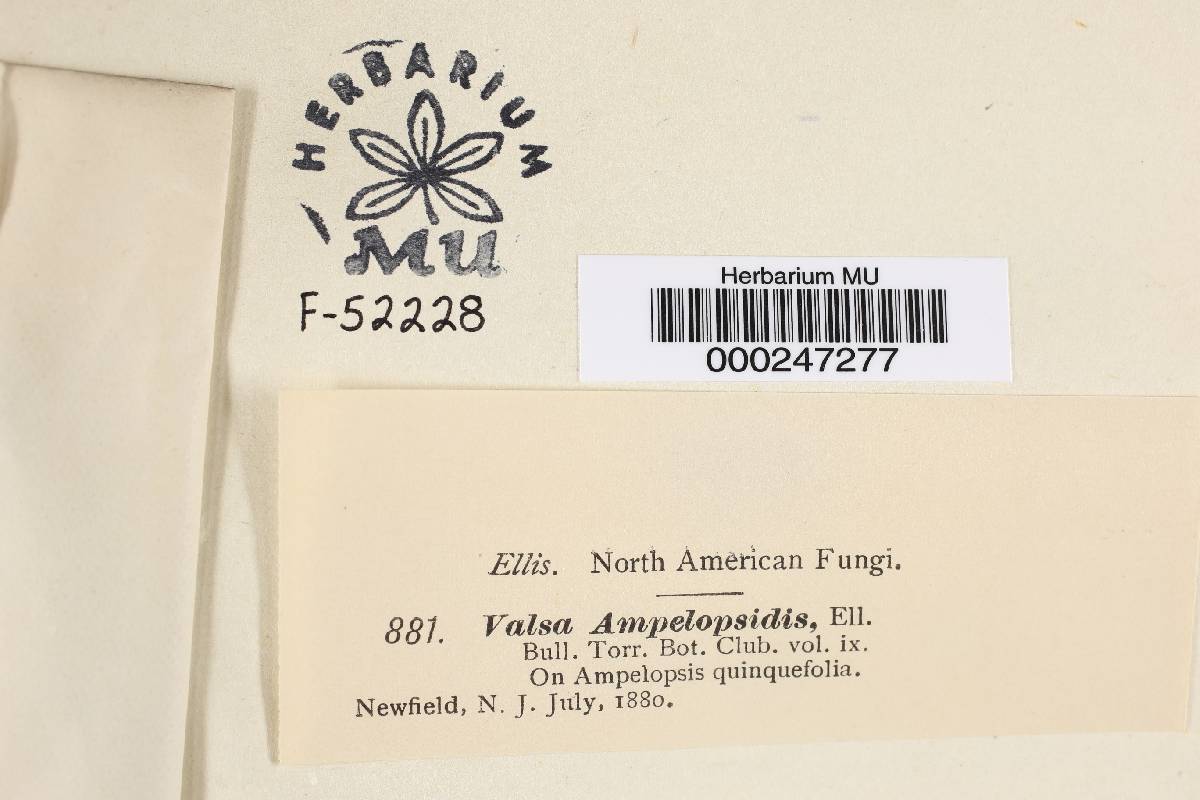 HERBARIUM
MU
F-52228
Herbarium MU
000247277
Ellis. North American Fungi.
881. Valsa Ampelopsidis, Ell.
Bull. Torr. Bot. Club. vol. ix.
On Ampelopsis quinquefolia.
Newfield, N. J. July, 1880.